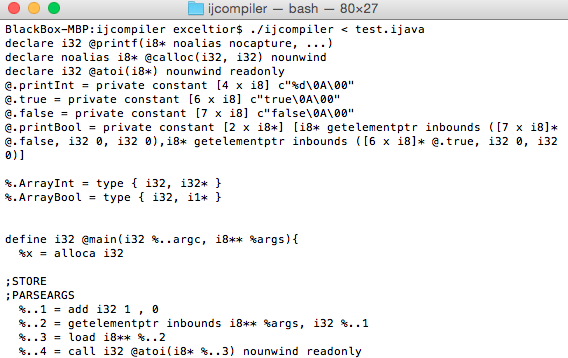 ijcompiler — bash — 80×27
BlackBox-MBP:ijcompiler exceltior$ ./ijcompiler < test.ijava
declare i32 @printf(i8* noalias nocapture, ...)
declare noalias i8* @calloc(i32, i32) nounwind
declare i32 @atoi(i8*) nounwind readonly
@.printInt = private constant [4 x i8] c"%d\0A\00"
@.true = private constant [6 x i8] c"true\0A\00"
@.false = private constant [7 x i8] c"false\0A\00"
@.printBool = private constant [2 x i8*] [i8* getelementptr inbounds ([7 x i8]*
@.false, i32 0, i32 0),i8* getelementptr inbounds ([6 x i8]* @.true, i32 0, i32
0)]
%.ArrayInt = type { i32, i32* }
%.ArrayBool = type { i32, i1* }
define i32 @main(i32 %..argc, i8** %args){
%x = alloca i32
;STORE
;PARSEARGS
%..1 = add i32 1 , 0
%..2 = getelementptr inbounds i8** %args, i32 %..1
%..3 = load i8** %..2
%..4 = call i32 @atoi(i8* %..3) nounwind readonly